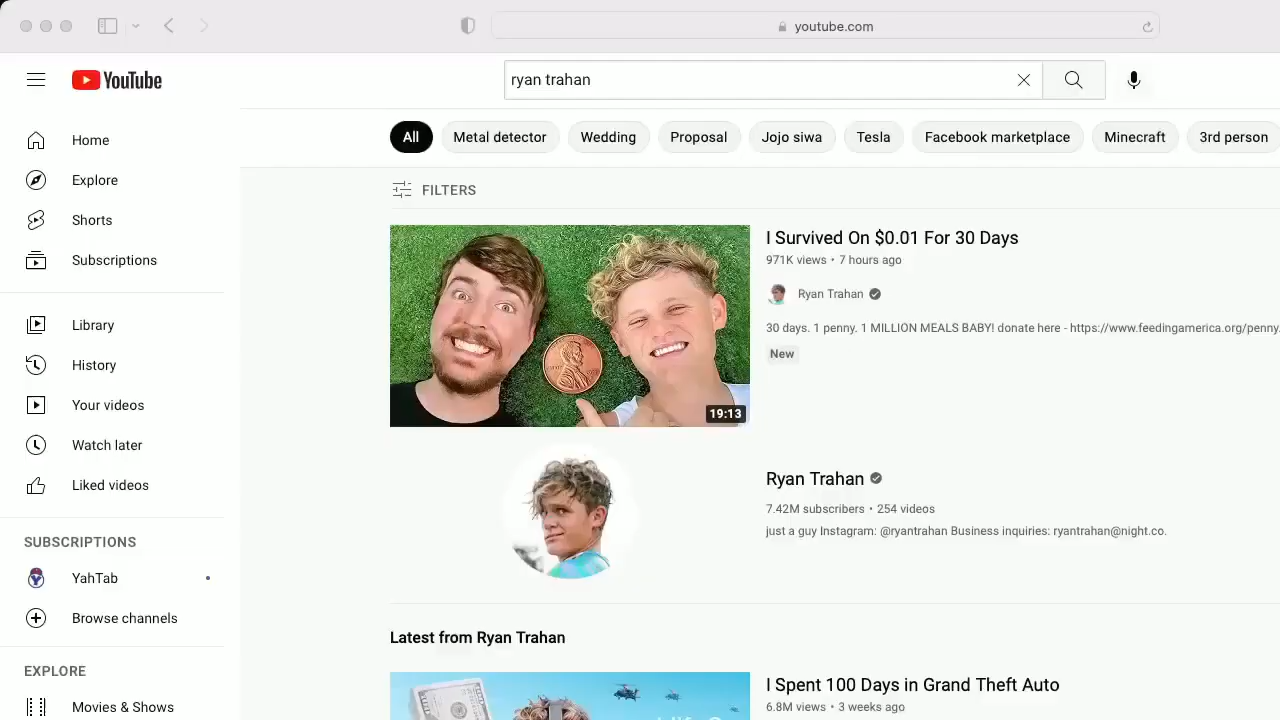 youtube.com
YouTube
ryan trahan
Home
Explore
Shorts
Subscriptions
Library
History
Your videos
Watch later
Liked videos
SUBSCRIPTIONS
YahTab
Browse channels
EXPLORE
Movies & Shows
All
Metal detector
Wedding
Proposal
Jojo siwa
Tesla
Facebook marketplace
Minecraft
3rd person
FILTERS
19:13
I Survived On $0.01 For 30 Days
971K views • 7 hours ago
Ryan Trahan
30 days. 1 penny. 1 MILLION MEALS BABY! donate here - https://www.feedingamerica.org/penny.
New
Ryan Trahan
7.42M subscribers • 254 videos
just a guy Instagram: @ryantrahan Business inquiries: ryantrahan@night.co.
Latest from Ryan Trahan
I Spent 100 Days in Grand Theft Auto
6.8M views • 3 weeks ago